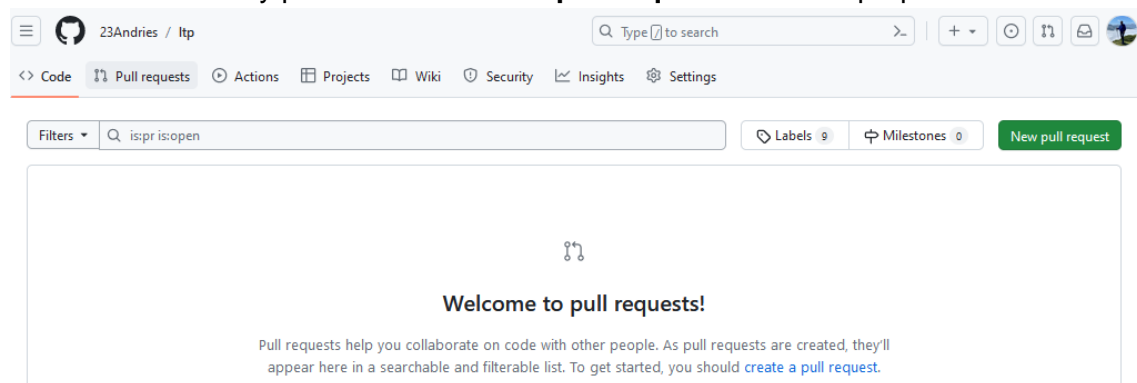 23Andries / ltp Type / to search
<> Code Pull requests Actions Projects Wiki Security Insights Settings
Filters is:pr is:open Labels 9 Milestones 0 New pull request
Welcome to pull requests!
Pull requests help you collaborate on code with other people. As pull requests are created, they'll
appear here in a searchable and filterable list. To get started, you should create a pull request.